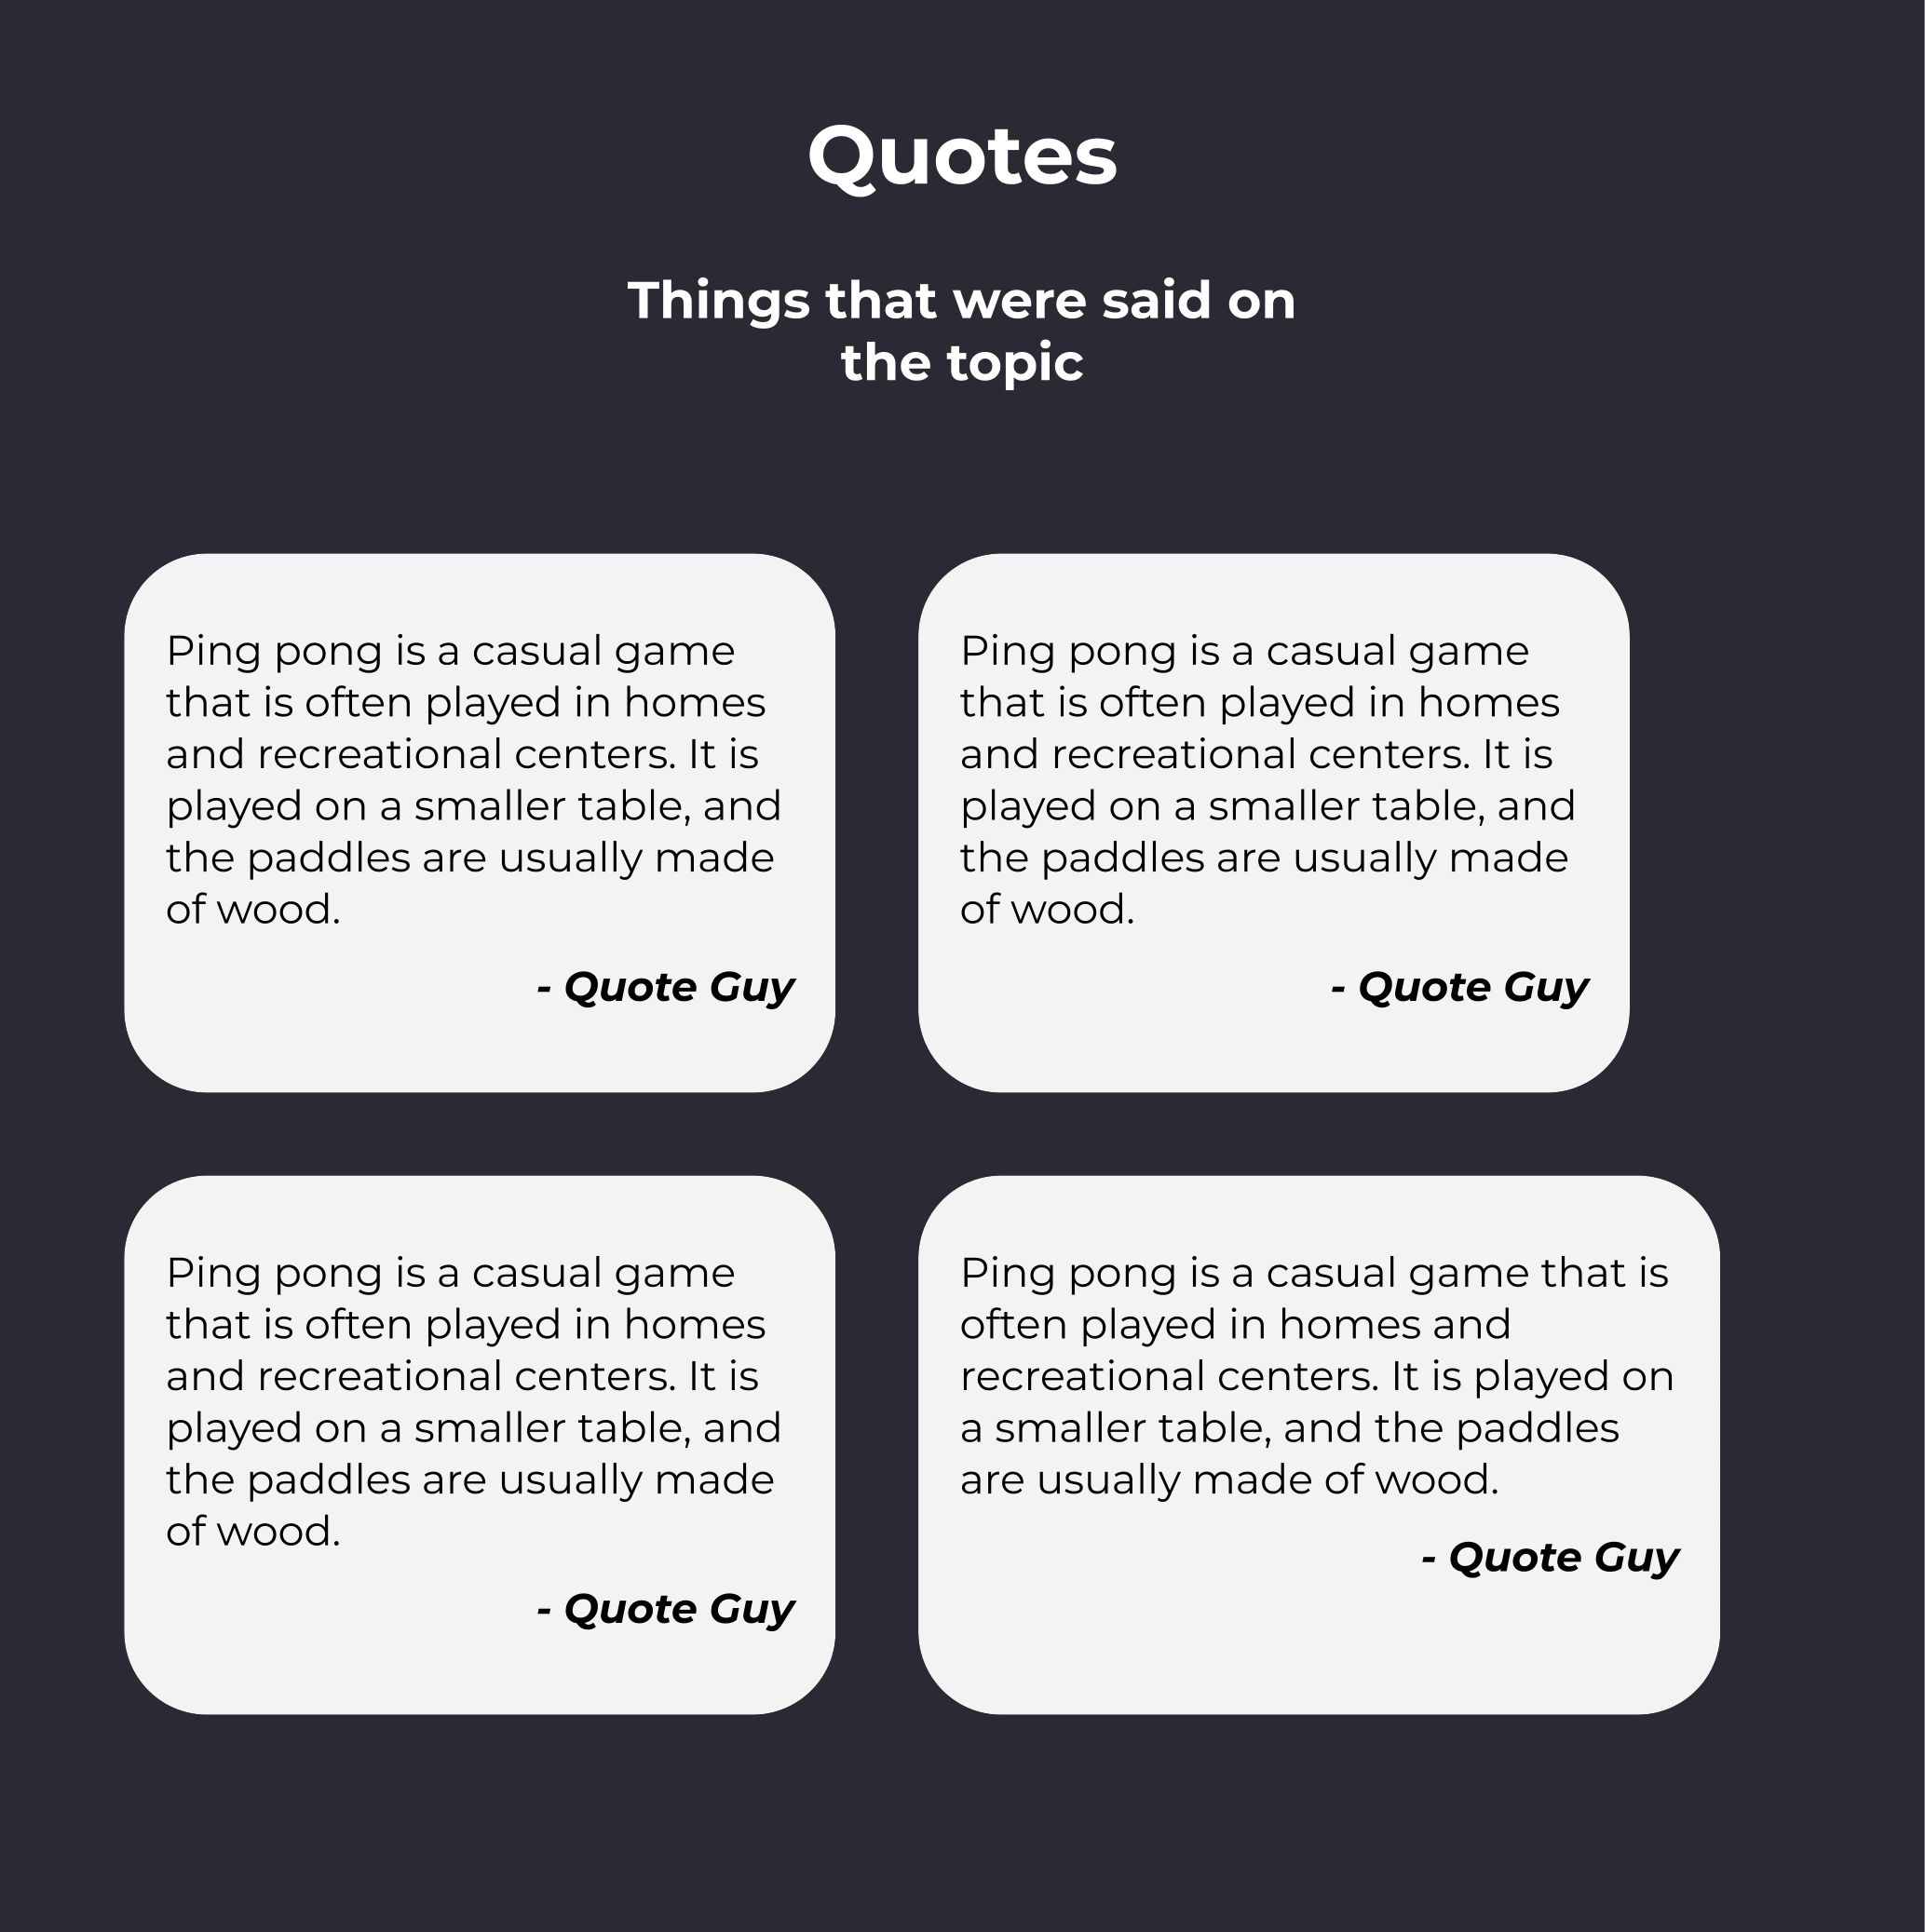 Quotes
Things that were said on
the topic
Ping pong is a casual game
that is often played in homes
and recreational centers. It is
played on a smaller table, and
the paddles are usually made
of wood.
- Quote Guy
Ping pong is a casual game
that is often played in homes
and recreational centers. It is
played on a smaller table, and
the paddles are usually made
of wood.
- Quote Guy
Ping pong is a casual game
that is often played in homes
and recreational centers. It is
played on a smaller table, and
the paddles are usually made
of wood.
- Quote Guy
Ping pong is a casual game that is
often played in homes and
recreational centers. It is played on
a smaller table, and the paddles
are usually made of wood.
- Quote Guy